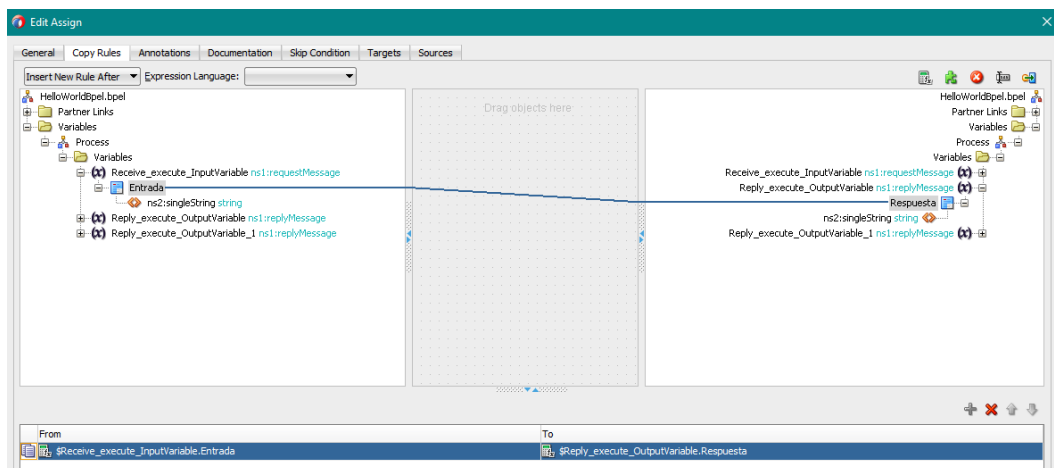 Edit Assign
General Copy Rules Annotations Documentation Skip Condition Targets Sources
Insert New Rule After Expression Language:
HelloWorldBpel.bpel
Partner Links
Variables
Process
Variables
Receive_execute_InputVariable ns1:requestMessage
Entrada
ns2:singleString string
Reply_execute_OutputVariable ns1:replyMessage
Reply_execute_OutputVariable_1 ns1:replyMessage
Drag objects here
HelloWorldBpel.bpel
Partner Links
Variables
Process
Variables
Receive_execute_InputVariable ns1:requestMessage
Reply_execute_OutputVariable ns1:replyMessage
Respuesta
ns2:singleString string
Reply_execute_OutputVariable_1 ns1:replyMessage
From To
$Receive_execute_InputVariable.Entrada $Reply_execute_OutputVariable.Respuesta